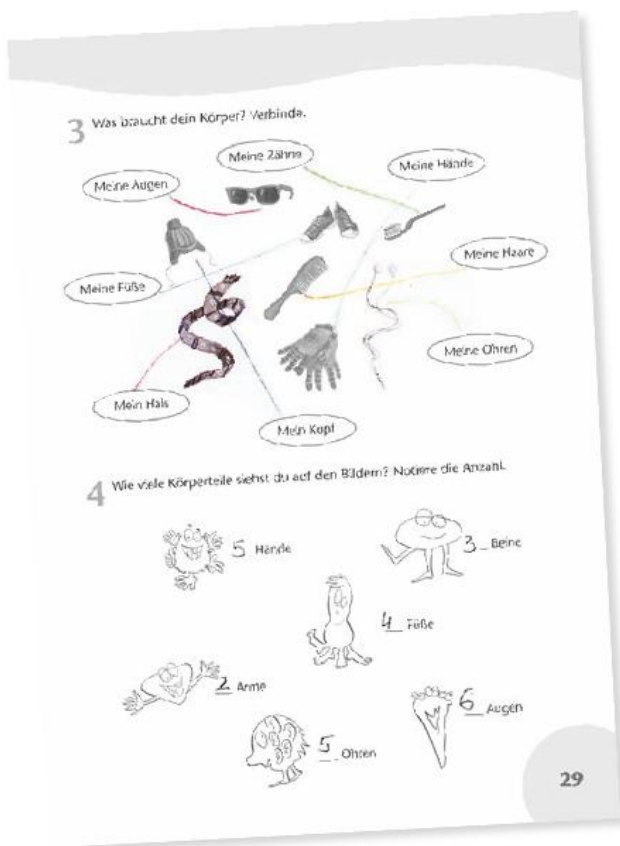 3 Was braucht dein Körper? Verbinde.
Meine Zähne
Meine Hände
Meine Augen
Meine Haare
Meine Füße
Meine Ohren
Mein Hals
Mein Kopf
4 Wie viele Körperteile siehst du auf den Bildern? Notiere die Anzahl.
5 Hände
3 Beine
4 Füße
2 Arme
6 Augen
5 Ohren
29